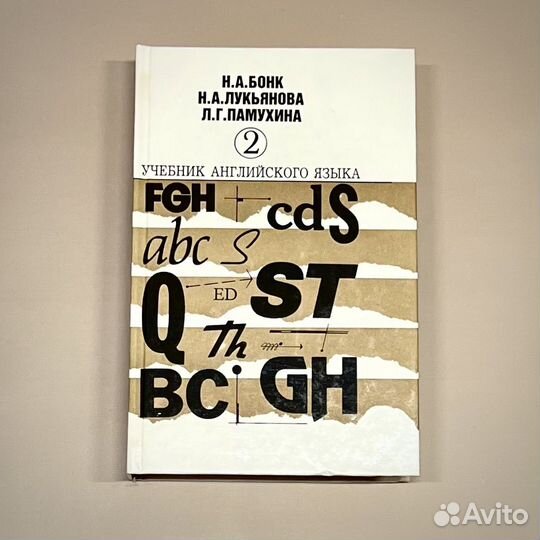 Н.А.БОНК
Н.А.ЛУКЬЯНОВА
Л.Г.ПАМУХИНА
2
УЧЕБНИК АНГЛИЙСКОГО ЯЗЫКА
FGH cdS
abc S
Q ED ST
Th
BC i GH
Avito